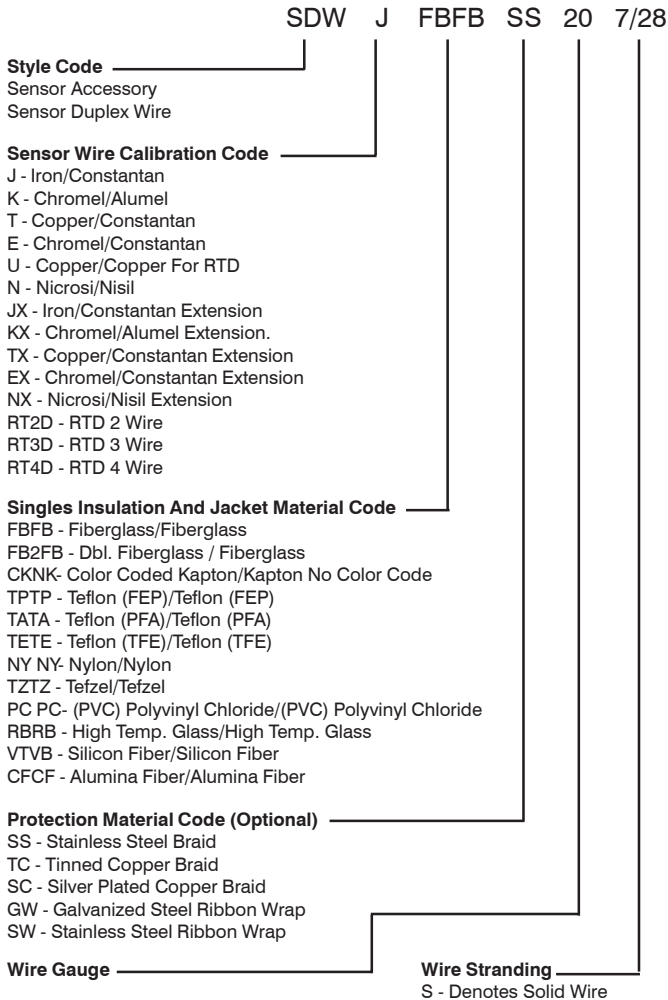 SDW J FBFB SS 20 7/28
Style Code
Sensor Accessory
Sensor Duplex Wire
Sensor Wire Calibration Code
J - Iron/Constantan
K - Chromel/Alumel
T - Copper/Constantan
E - Chromel/Constantan
U - Copper/Copper For RTD
N - Nicrosi/Nisil
JX - Iron/Constantan Extension
KX - Chromel/Alumel Extension.
TX - Copper/Constantan Extension
EX - Chromel/Constantan Extension
NX - Nicrosi/Nisil Extension
RT2D - RTD 2 Wire
RT3D - RTD 3 Wire
RT4D - RTD 4 Wire
Singles Insulation And Jacket Material Code
FBFB - Fiberglass/Fiberglass
FB2FB - Dbl. Fiberglass / Fiberglass
CKNK- Color Coded Kapton/Kapton No Color Code
TPTP - Teflon (FEP)/Teflon (FEP)
TATA - Teflon (PFA)/Teflon (PFA)
TETE - Teflon (TFE)/Teflon (TFE)
NY NY- Nylon/Nylon
TZTZ - Tefzel/Tefzel
PC PC- (PVC) Polyvinyl Chloride/(PVC) Polyvinyl Chloride
RBRB - High Temp. Glass/High Temp. Glass
VTVB - Silicon Fiber/Silicon Fiber
CFCF - Alumina Fiber/Alumina Fiber
Protection Material Code (Optional)
SS - Stainless Steel Braid
TC - Tinned Copper Braid
SC - Silver Plated Copper Braid
GW - Galvanized Steel Ribbon Wrap
SW - Stainless Steel Ribbon Wrap
Wire Gauge
Wire Stranding
S - Denotes Solid Wire